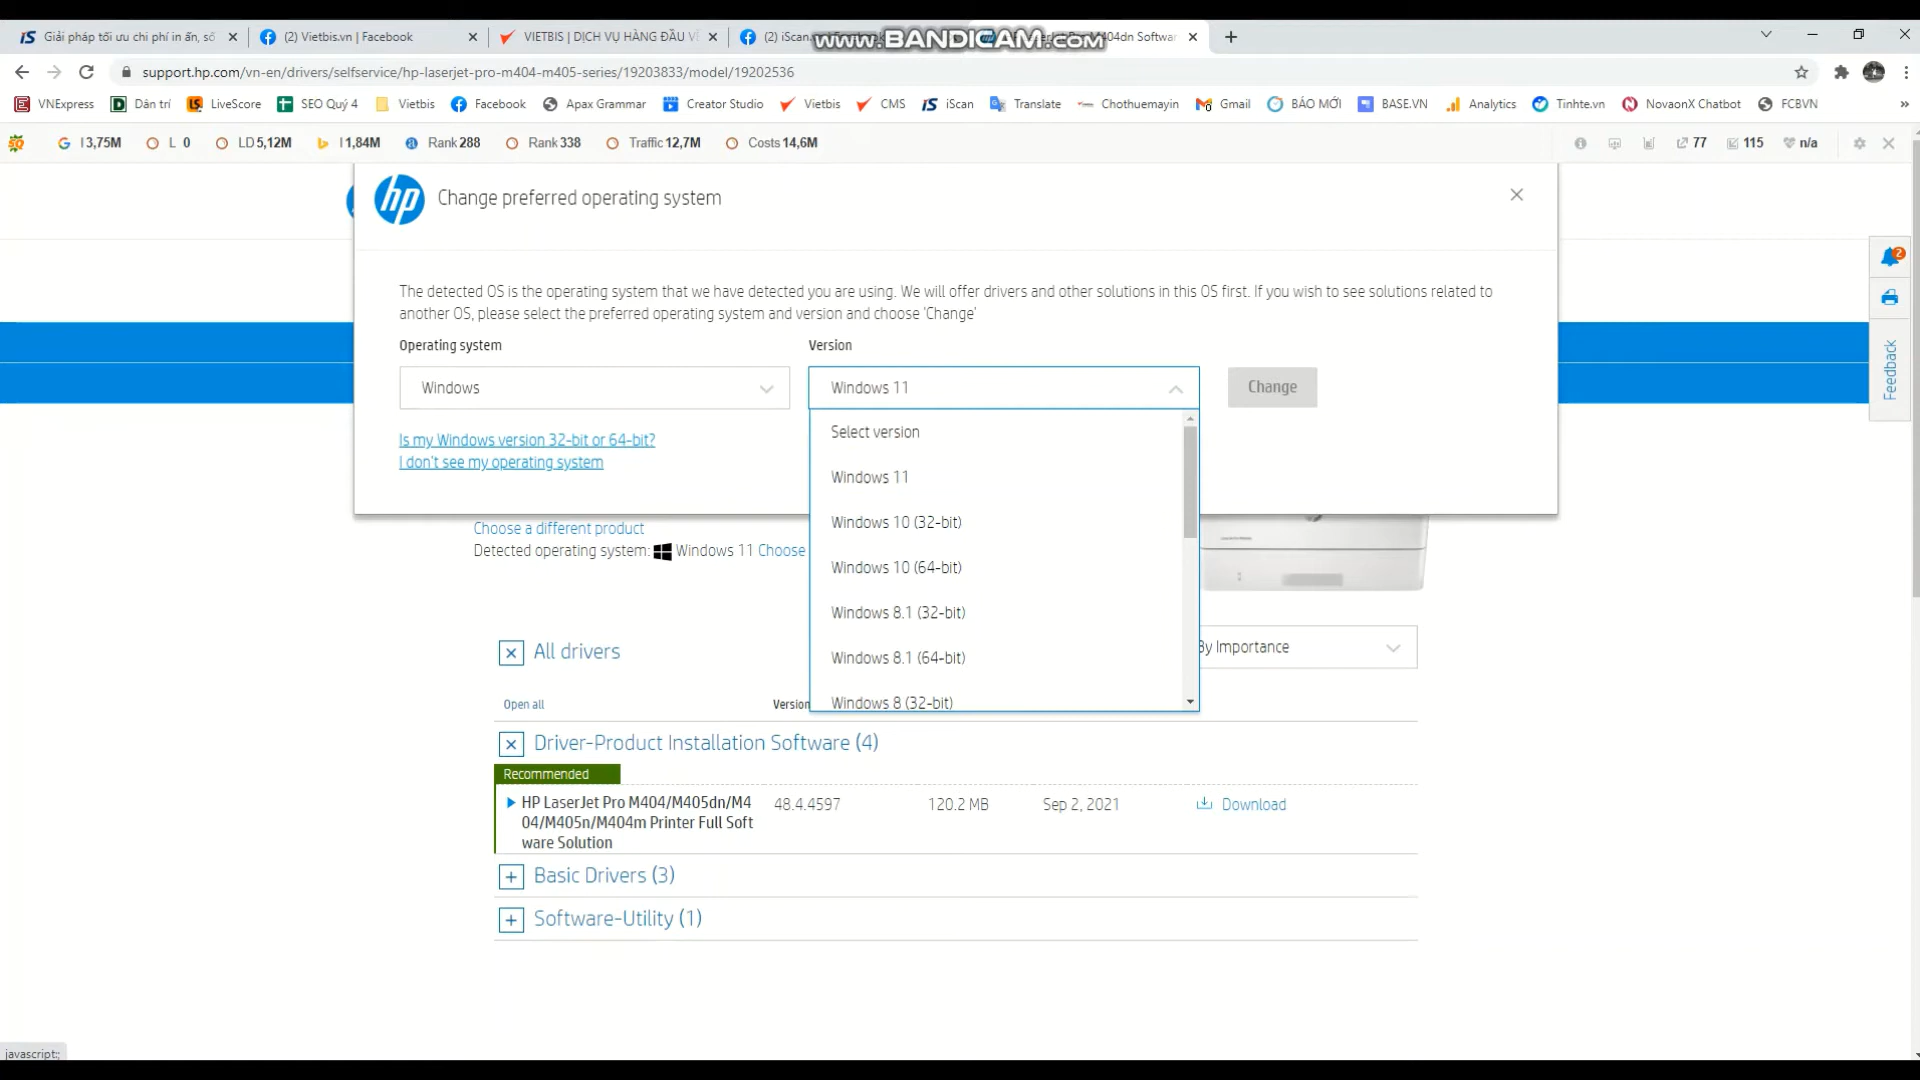 Giải pháp tối ưu chi phí in ấn, số
(2) Vietbis.vn | Facebook
VIETBIS | DỊCH VỤ HÀNG ĐẦU V
(2) iScan
www.BANDICAM.com
M404dn Softwar
support.hp.com/vn-en/drivers/selfservice/hp-laserjet-pro-m404-m405-series/19203833/model/19202536
VNExpress
Dân trí
LiveScore
SEO Quý 4
Vietbis
Facebook
Apax Grammar
Creator Studio
Vietbis
CMS
iScan
Translate
Chothuemayin
Gmail
BÁO MỚI
BASE.VN
Analytics
Tinhte.vn
NovaonX Chatbot
FCBVN
»
I 3,75M
L 0
LD 5,12M
I 1,84M
Rank 288
Rank 338
Traffic 12,7M
Costs 14,6M
77
115
n/a
hp
Change preferred operating system
2
The detected OS is the operating system that we have detected you are using. We will offer drivers and other solutions in this OS first. If you wish to see solutions related to
another OS, please select the preferred operating system and version and choose 'Change'
Operating system
Version
Windows
Windows 11
Change
Feedback
Is my Windows version 32-bit or 64-bit?
I don't see my operating system
Select version
Windows 11
Windows 10 (32-bit)
Windows 10 (64-bit)
Windows 8.1 (32-bit)
Windows 8.1 (64-bit)
Windows 8 (32-bit)
Choose a different product
Detected operating system: Windows 11 Choose
All drivers
By Importance
Open all
Version
Driver-Product Installation Software (4)
Recommended
HP LaserJet Pro M404/M405dn/M4
04/M405n/M404m Printer Full Soft
ware Solution
48.4.4597
120.2 MB
Sep 2, 2021
Download
Basic Drivers (3)
Software-Utility (1)
javascript:;